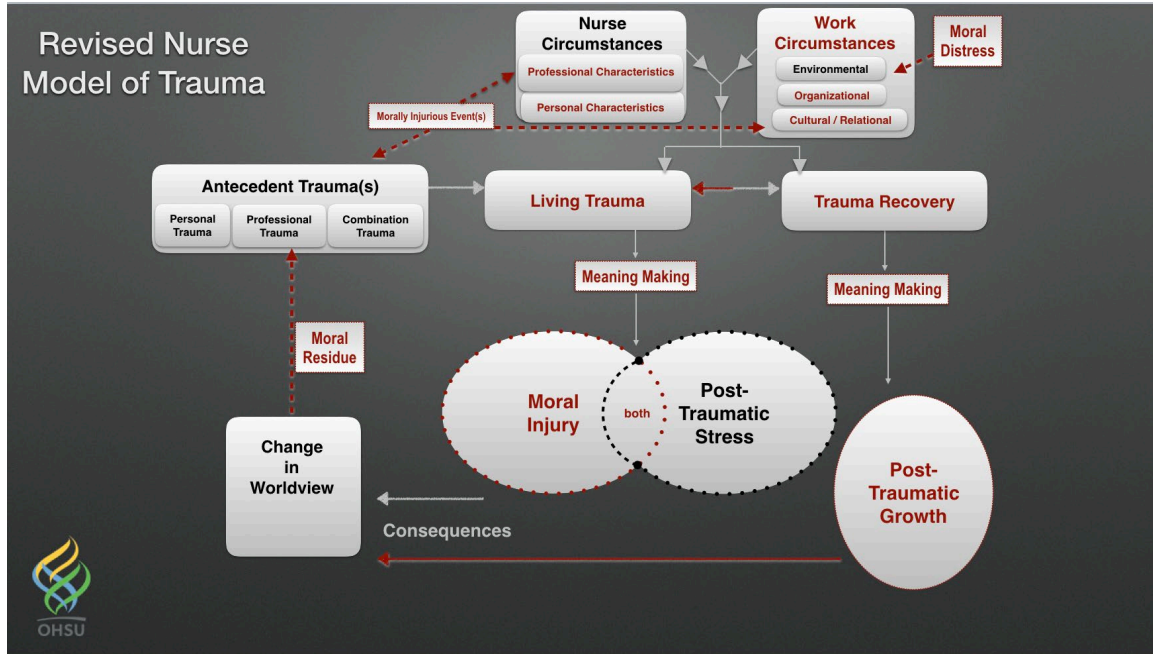 Revised Nurse
Model of Trauma
Nurse
Circumstances
Professional Characteristics
Personal Characteristics
Work
Circumstances
Environmental
Organizational
Cultural / Relational
Moral
Distress
Morally Injurious Event(s)
Antecedent Trauma(s)
Personal
Trauma
Professional
Trauma
Combination
Trauma
Living Trauma
Trauma Recovery
Meaning Making
Meaning Making
Moral
Residue
Moral
Injury
both
Post-
Traumatic
Stress
Change
in
Worldview
Post-
Traumatic
Growth
Consequences
OHSU